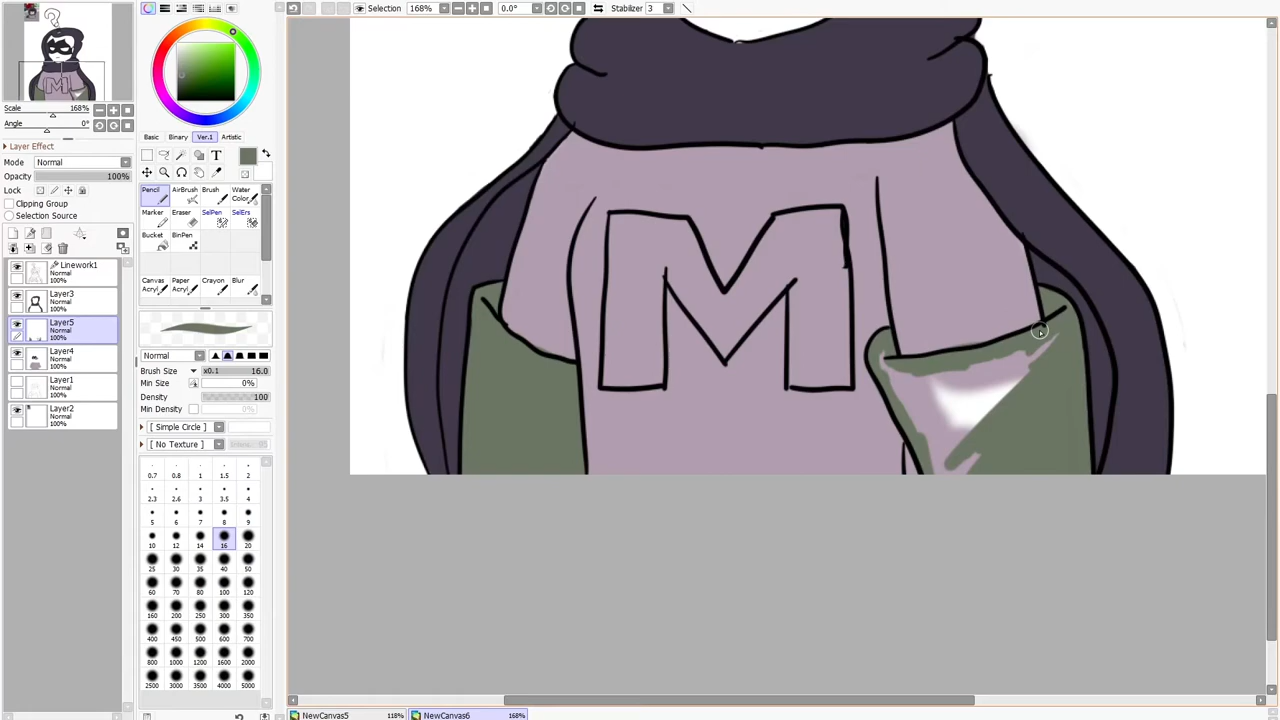 Selection 168% 0.0° Stabilizer 3
Scale 168%
Angle 0°
Layer Effect
Mode Normal
Opacity 100%
Lock
Clipping Group
Selection Source
Linework1
Normal
100%
Layer3
Normal
100%
Layer5
Normal
100%
Layer4
Normal
100%
Layer1
Normal
100%
Layer2
Normal
100%
Basic Binary Ver.1 Artistic
T
Pencil AirBrush Brush Water Color
Marker Eraser SelPen SelErs
Bucket BinPen
Canvas Acryl Paper Acryl Crayon Blur
Normal
Brush Size x0.1 16.0
Min Size 0%
Density 100
Min Density 0%
[ Simple Circle ]
[ No Texture ]
0.7 0.8 1 1.5 2
2.3 2.6 3 3.5 4
5 6 7 8 9
10 12 14 16 20
25 30 35 40 50
60 70 80 100 120
160 200 250 300 350
400 450 500 600 700
800 1000 1200 1600 2000
2500 3000 3500 4000 5000
M
NewCanvas5 118% NewCanvas6 168%